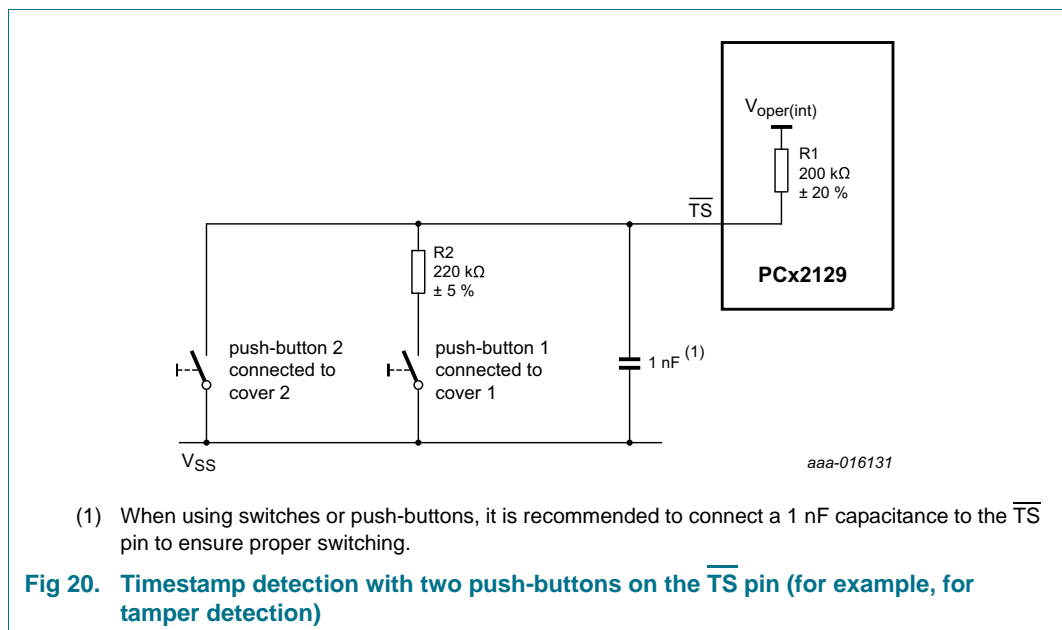 V oper(int)
R1
200 kΩ
± 20 %
TS
PCx2129
R2
220 kΩ
± 5 %
push-button 2
connected to
cover 2
push-button 1
connected to
cover 1
1 nF (1)
VSS
aaa-016131
(1) When using switches or push-buttons, it is recommended to connect a 1 nF capacitance to the TS
pin to ensure proper switching.
Fig 20. Timestamp detection with two push-buttons on the TS pin (for example, for
tamper detection)